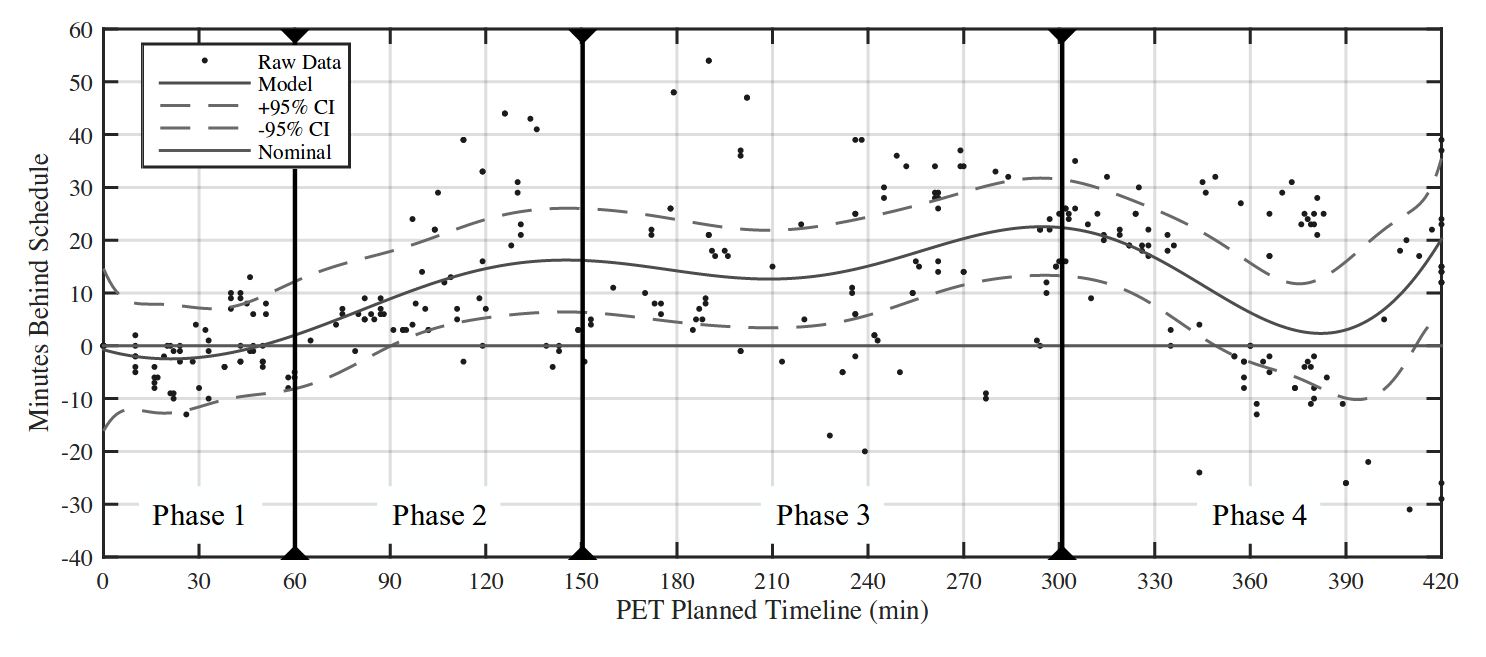 60
50
40
30
20
10
0
-10
-20
-30
-40
Minutes Behind Schedule
Raw Data
Model
+95% CI
-95% CI
Nominal
Phase 1
Phase 2
Phase 3
Phase 4
0 30 60 90 120 150 180 210 240 270 300 330 360 390 420
PET Planned Timeline (min)